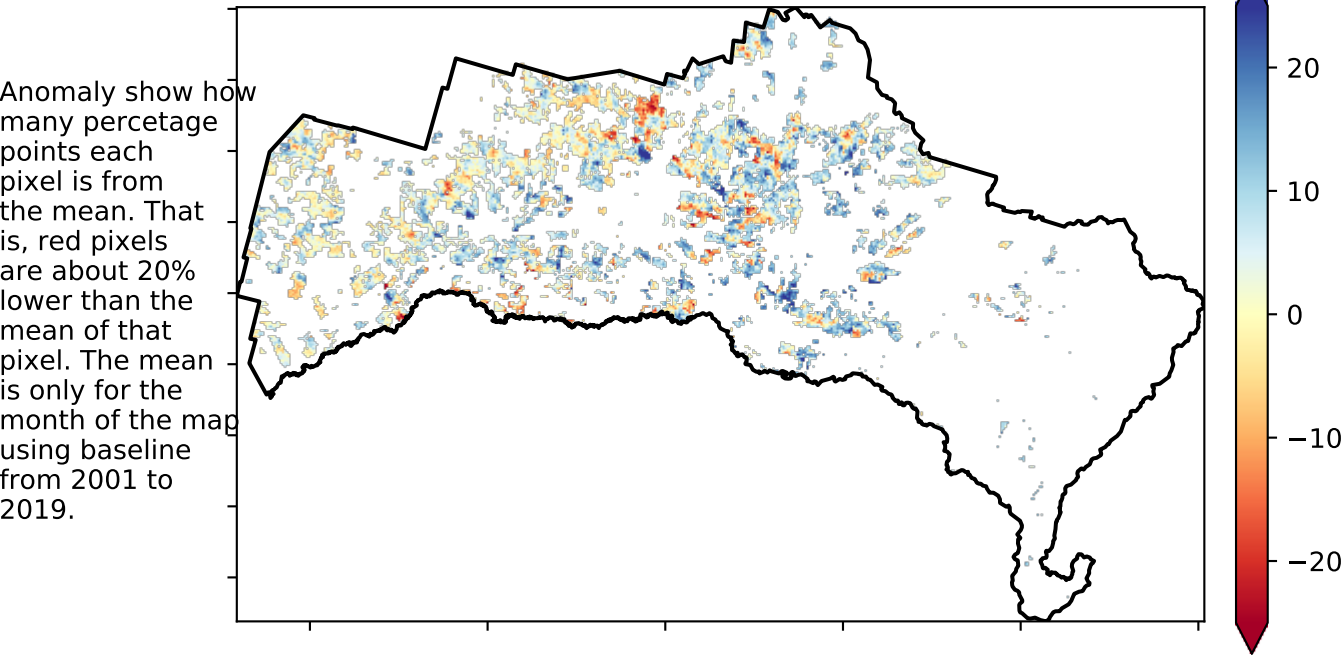 Anomaly show how
many percetage
points each
pixel is from
the mean. That
is, red pixels
are about 20%
lower than the
mean of that
pixel. The mean
is only for the
month of the map
using baseline
from 2001 to
2019.
20
10
0
−10
−20